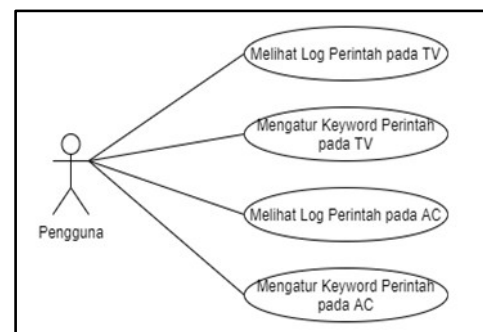 Melihat Log Perintah pada TV
Mengatur Keyword Perintah
pada TV
Melihat Log Perintah pada AC
Pengguna
Mengatur Keyword Perintah
pada AC